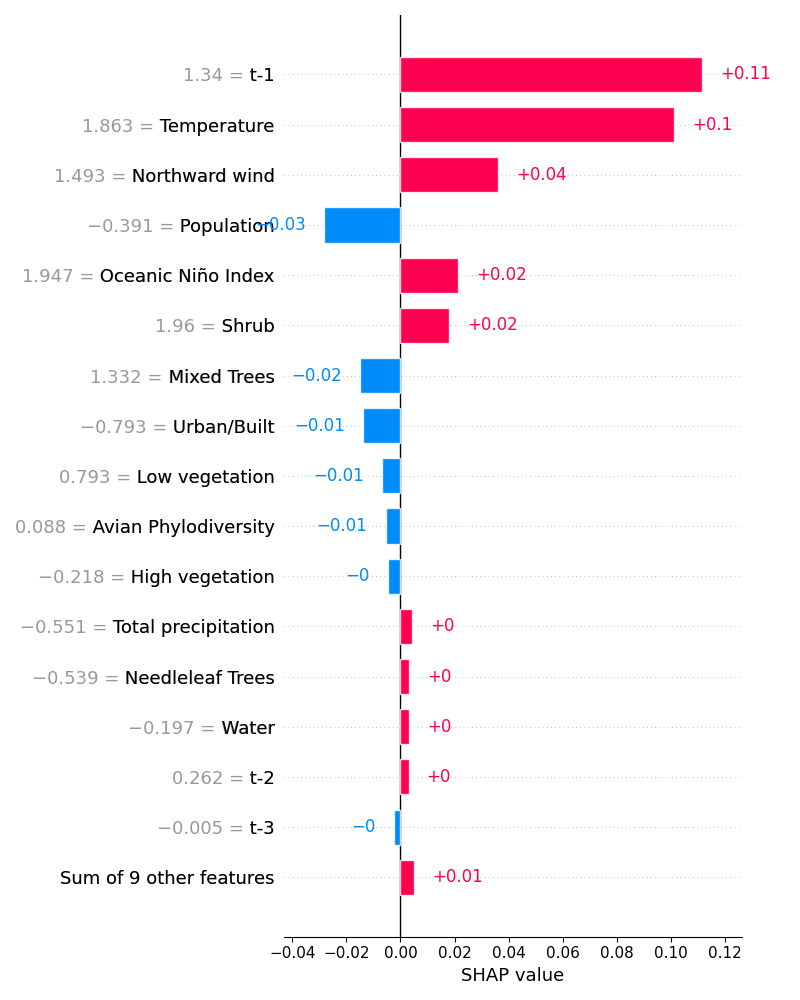 1.34 = t-1 +0.11
1.863 = Temperature +0.1
1.493 = Northward wind +0.04
−0.391 = Population −0.03
1.947 = Oceanic Niño Index +0.02
1.96 = Shrub +0.02
1.332 = Mixed Trees −0.02
−0.793 = Urban/Built −0.01
0.793 = Low vegetation −0.01
0.088 = Avian Phylodiversity −0.01
−0.218 = High vegetation −0
−0.551 = Total precipitation +0
−0.539 = Needleleaf Trees +0
−0.197 = Water +0
0.262 = t-2 +0
−0.005 = t-3 −0
Sum of 9 other features +0.01
−0.04 −0.02 0.00 0.02 0.04 0.06 0.08 0.10 0.12
SHAP value